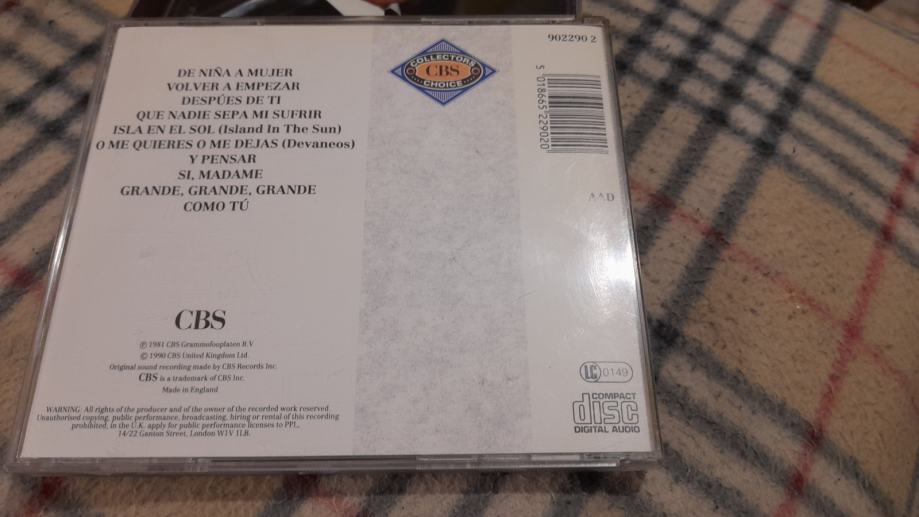 DE NIÑA A MUJER
VOLVER A EMPEZAR
DESPÚES DE TI
QUE NADIE SEPA MI SUFRIR
ISLA EN EL SOL (Island In The Sun)
O ME QUIERES O ME DEJAS (Devaneos)
Y PENSAR
SI, MADAME
GRANDE, GRANDE, GRANDE
COMO TÚ
COLLECTORS
CBS
CHOICE
902290 2
5 018665 229020
AAD
CBS
℗ 1981 CBS Grammofoonplaten B.V
© 1990 CBS United Kingdom Ltd.
Original sound recording made by CBS Records Inc.
CBS is a trademark of CBS Inc.
Made in England
WARNING: All rights of the producer and of the owner of the recorded work reserved
Unauthorised copying, public performance, broadcasting, hiring or rental of this recording
prohibited, in the U.K. apply for public performance licenses to PPL,
14/22 Ganton Street, London W1V 1LB.
LC 0149
COMPACT
disc
DIGITAL AUDIO